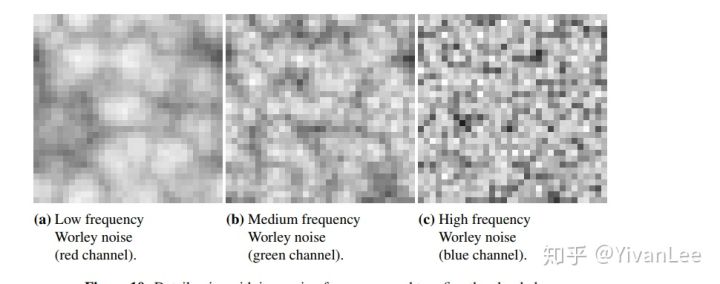 (a) Low frequency
Worley noise
(red channel).
(b) Medium frequency
Worley noise
(green channel).
(c) High frequency
Worley noise
(blue channel).
知乎 @YivanLee